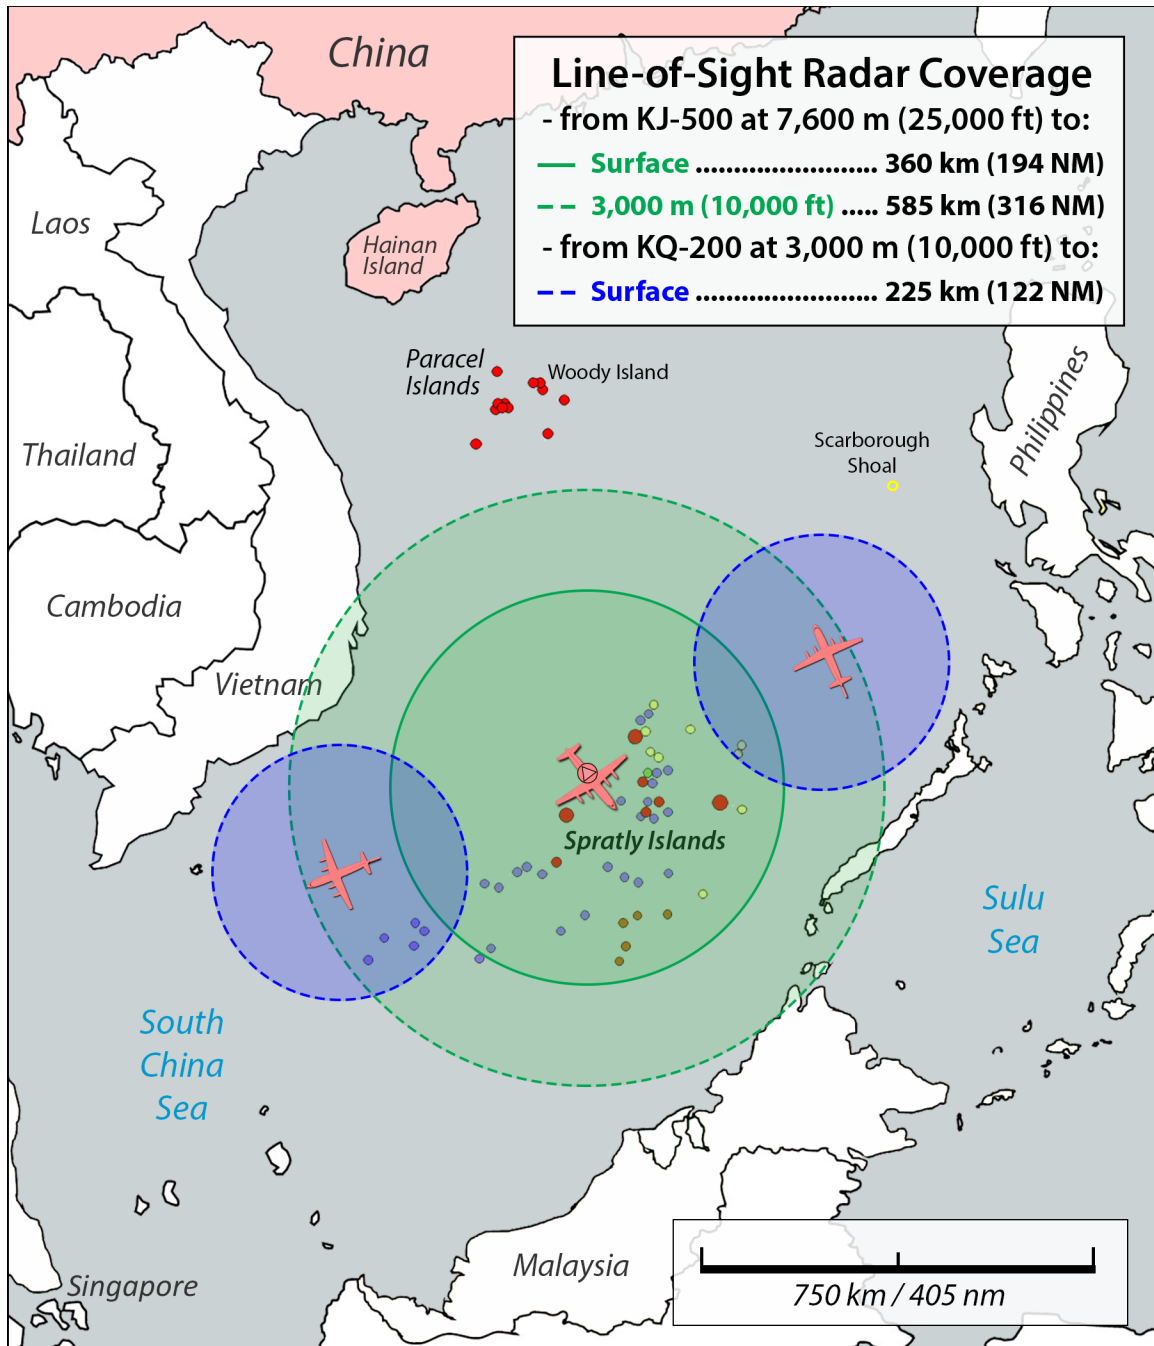 China
Line-of-Sight Radar Coverage
- from KJ-500 at 7,600 m (25,000 ft) to:
Surface ........................ 360 km (194 NM)
3,000 m (10,000 ft) ..... 585 km (316 NM)
- from KQ-200 at 3,000 m (10,000 ft) to:
Surface ........................ 225 km (122 NM)
Laos
Hainan
Island
Paracel
Islands
Woody Island
Philippines
Scarborough
Shoal
Thailand
Cambodia
Vietnam
Spratly Islands
Sulu
Sea
South
China
Sea
Malaysia
Singapore
750 km / 405 nm